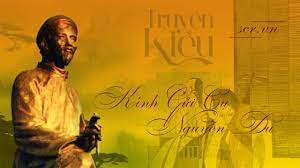 Truyện
Kiều
scr.vn
Kính Gửi Cụ
Nguyễn Du